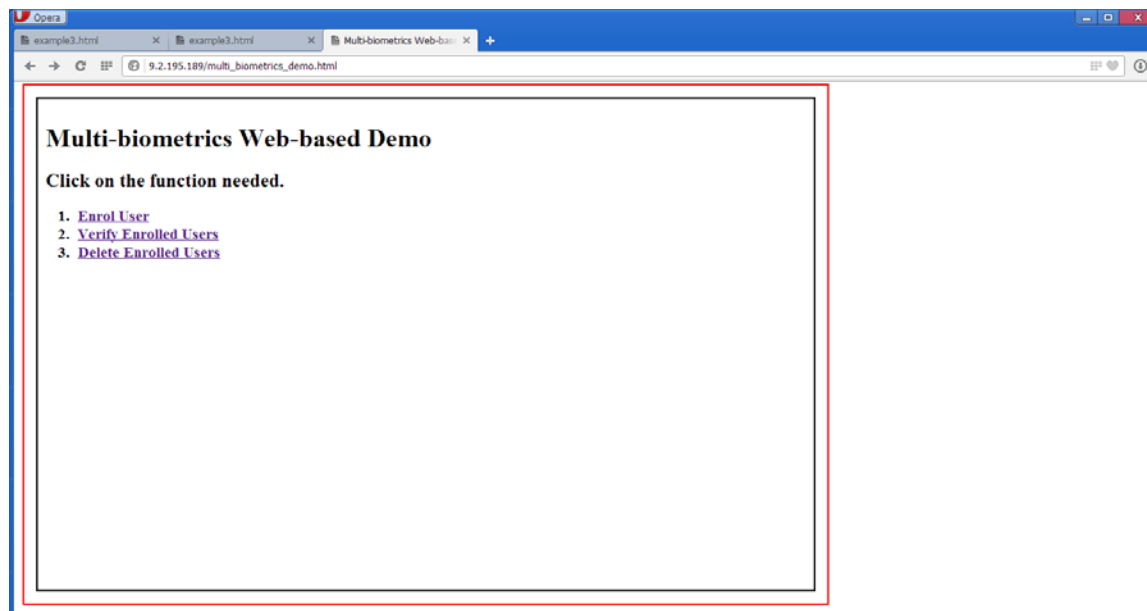 Opera
example3.html
example3.html
Multi-biometrics Web-bas
9.2.195.189/multi_biometrics_demo.html
Multi-biometrics Web-based Demo
Click on the function needed.
1. Enrol User
2. Verify Enrolled Users
3. Delete Enrolled Users